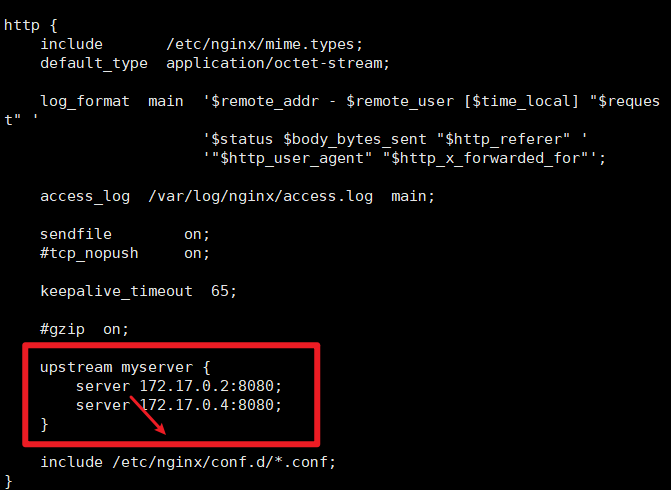 http {
    include       /etc/nginx/mime.types;
    default_type  application/octet-stream;
    log_format  main  '$remote_addr - $remote_user [$time_local] "$reques
t" '
                      '$status $body_bytes_sent "$http_referer" '
                      '"$http_user_agent" "$http_x_forwarded_for"';
    access_log  /var/log/nginx/access.log  main;
    sendfile        on;
    #tcp_nopush     on;
    keepalive_timeout  65;
    #gzip  on;
    upstream myserver {
        server 172.17.0.2:8080;
        server 172.17.0.4:8080;
    }
    include /etc/nginx/conf.d/*.conf;
}